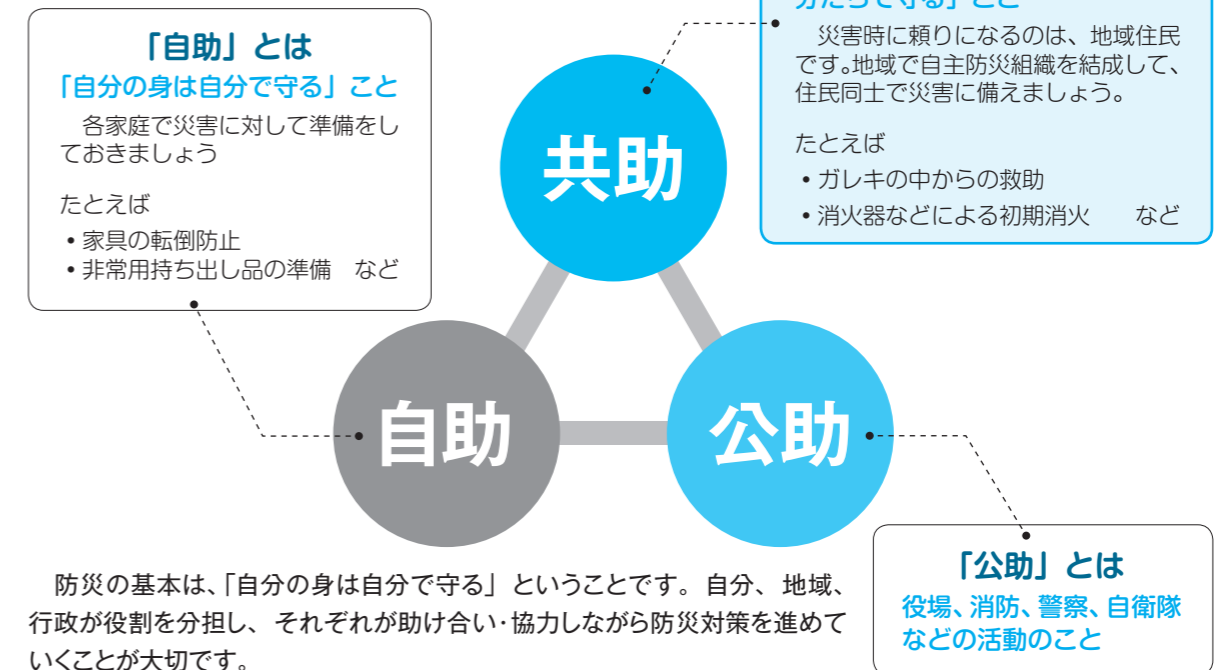 「自助」とは
「自分の身は自分で守る」こと
各家庭で災害に対して準備をし
ておきましょう
たとえば
•家具の転倒防止
•非常用持ち出し品の準備　など
災害時に頼りになるのは、地域住民
です。地域で自主防災組織を結成して、
住民同士で災害に備えましょう。
たとえば
•ガレキの中からの救助
•消火器などによる初期消火　　など
共助
自助
公助
「公助」とは
役場、消防、警察、自衛隊
などの活動のこと
防災の基本は、「自分の身は自分で守る」ということです。自分、地域、
行政が役割を分担し、それぞれが助け合い・協力しながら防災対策を進めて
いくことが大切です。